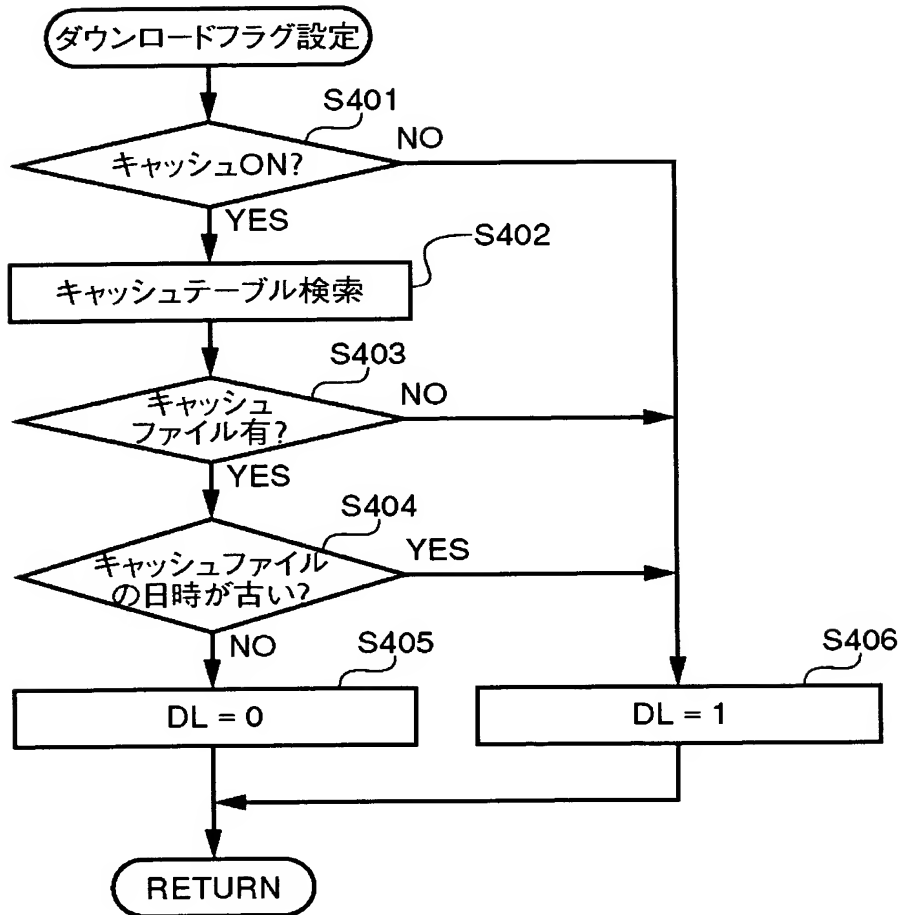 ダウンロードフラグ設定
S401
キャッシュON?
NO
YES
S402
キャッシュテーブル検索
S403
キャッシュ
ファイル有?
NO
YES
S404
キャッシュファイル
の日時が古い?
YES
NO
S405
DL = 0
S406
DL = 1
RETURN